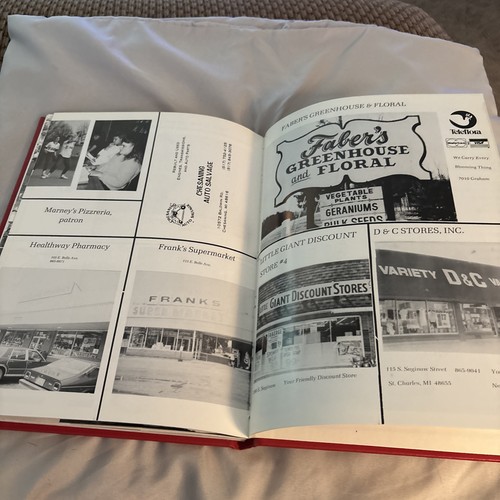 Marney's Pizzeria,
patron
CHESANING
AUTO SALVAGE
Healthway Pharmacy
Frank's Supermarket
FRANKS
SUPER MARKET
FABER'S GREENHOUSE & FLORAL
Faber's
GREENHOUSE
and FLORAL
VEGETABLE
PLANTS
GERANIUMS
BULK SEEDS
Teleflora
We Carry Every
Blooming Thing
LITTLE GIANT DISCOUNT
STORE #4
GIANT DISCOUNT STORES
Your Friendly Discount Store
D & C STORES, INC.
VARIETY D&C
115 S. Saginaw Street 865-9941
St. Charles, MI 48655